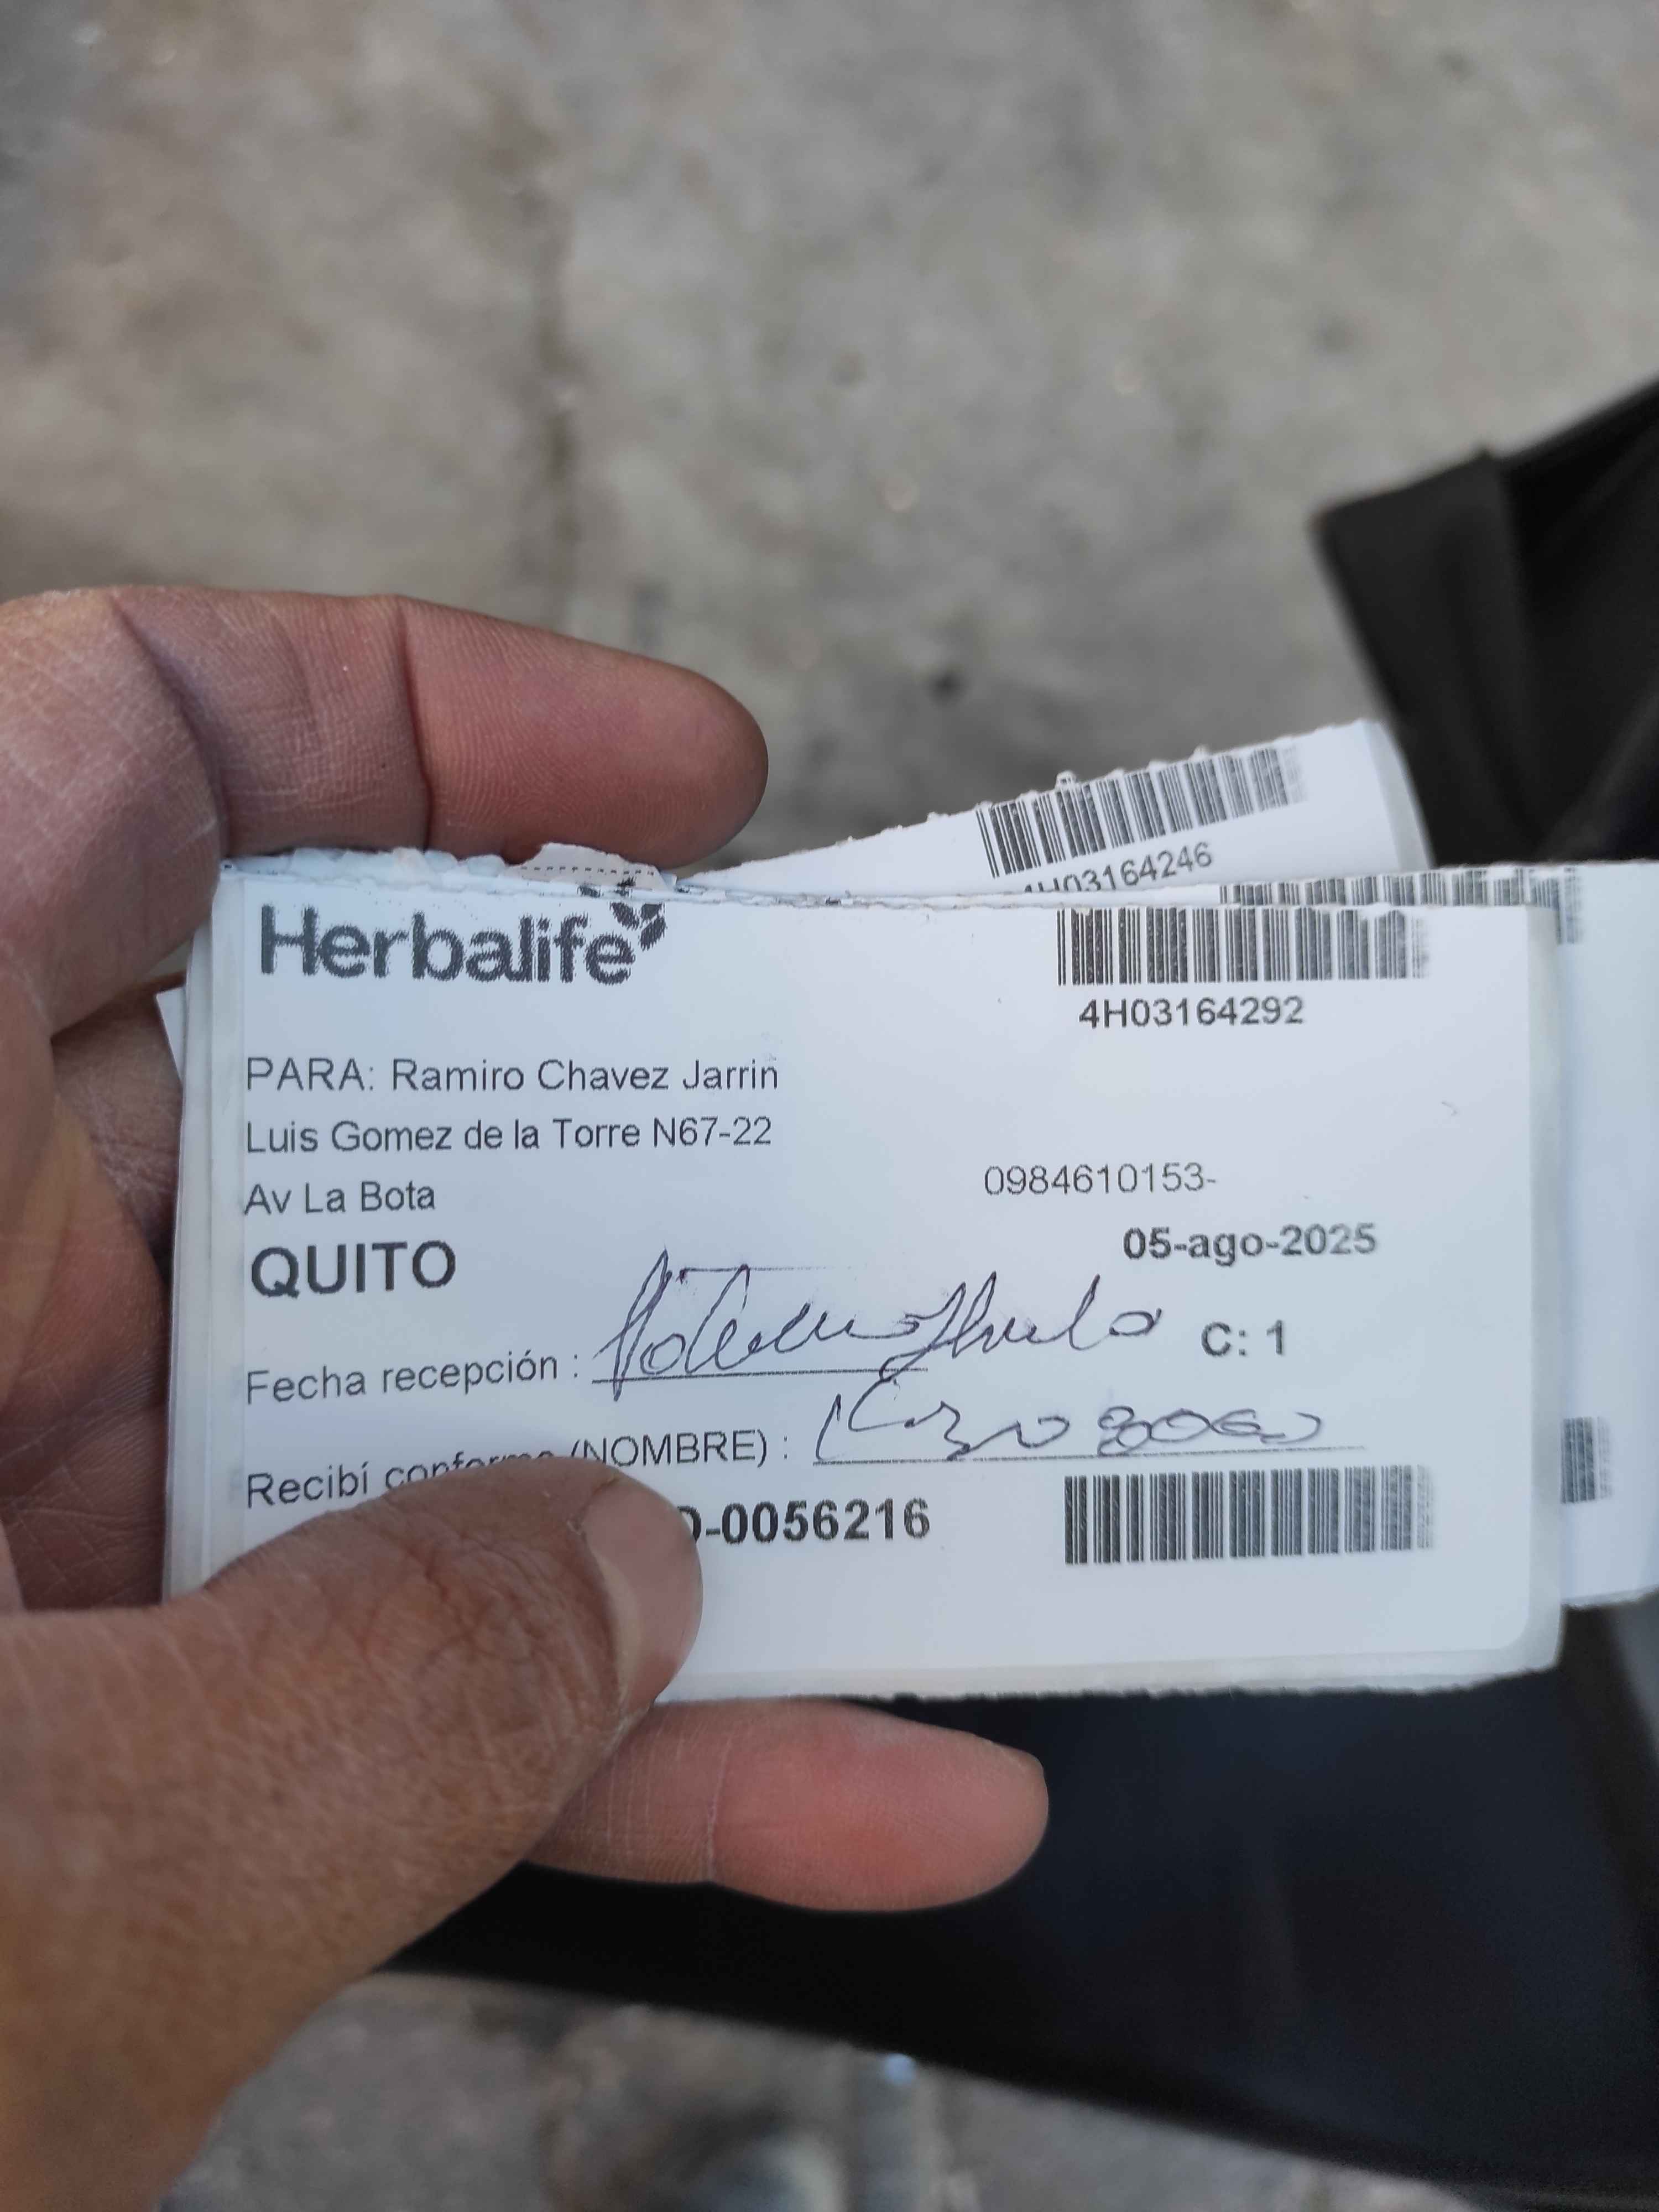 4H03164246
Herbalife
4H03164292
PARA: Ramiro Chavez Jarrin
Luis Gomez de la Torre N67-22
Av La Bota
0984610153-
QUITO
05-ago-2025
Fecha recepción :
C: 1
Recibí conforme (NOMBRE) :
-0056216